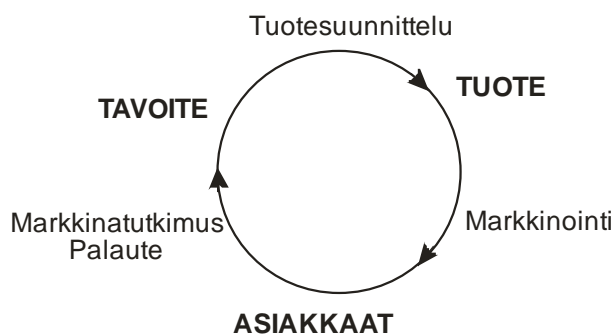 Tuotesuunnittelu
TUOTE
TAVOITE
Markkinatutkimus
Palaute
Markkinointi
ASIAKKAAT